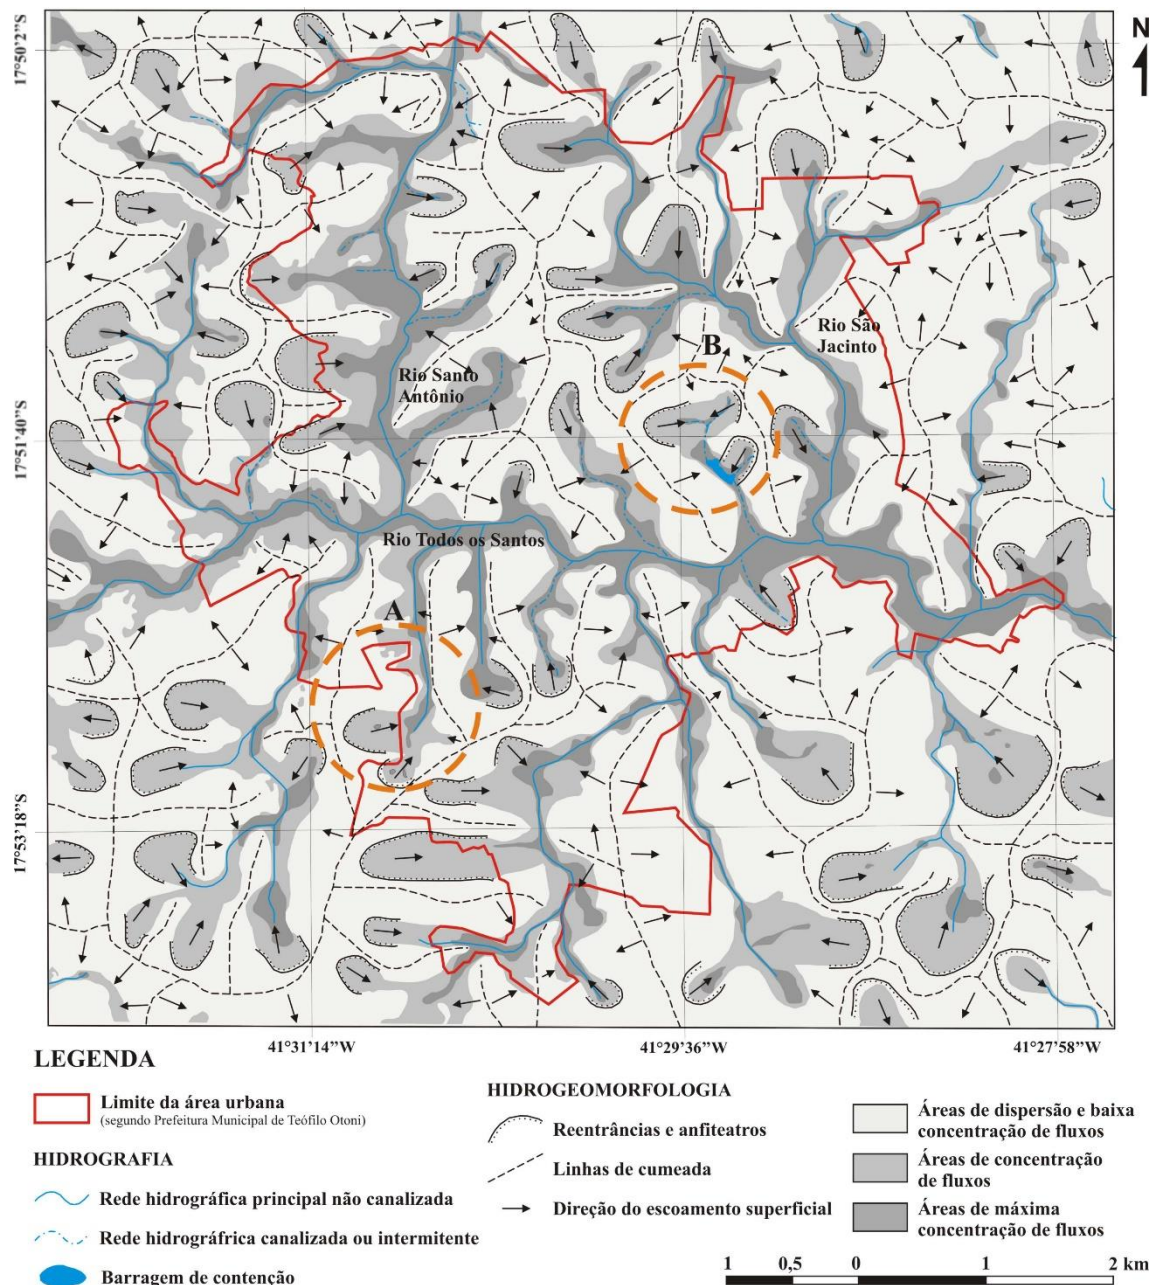 N
17°50'2"S
Rio São
Jacinto
B
Rio Santo
Antônio
17°51'40"S
Rio Todos os Santos
A
17°53'18"S
41°31'14"W
41°29'36"W
41°27'58"W
LEGENDA
Limite da área urbana
(segundo Prefeitura Municipal de Teófilo Otoni)
HIDROGRAFIA
Rede hidrográfica principal não canalizada
Rede hidrográfrica canalizada ou intermitente
Barragem de contenção
HIDROGEOMORFOLOGIA
Reentrâncias e anfiteatros
Linhas de cumeada
Direção do escoamento superficial
Áreas de dispersão e baixa
concentração de fluxos
Áreas de concentração
de fluxos
Áreas de máxima
concentração de fluxos
1 0,5 0 1 2 km